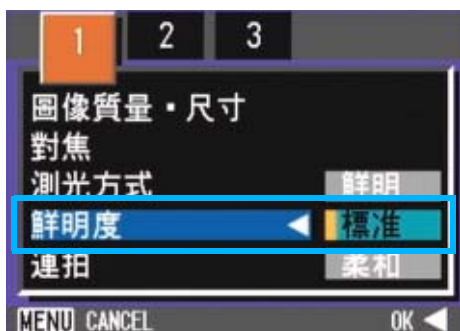 1 2 3
圖像質量・尺寸
對焦
測光方式 鮮明
鮮明度 標准
連拍 柔和
MENU CANCEL OK